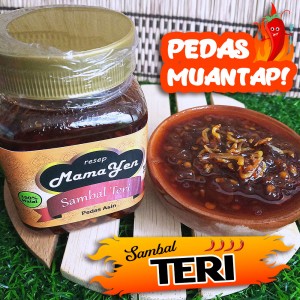 PEDAS
MUANTAP!
resep
Mama Yen
Sambal Teri
Pedas Asin
Sambal
TERI